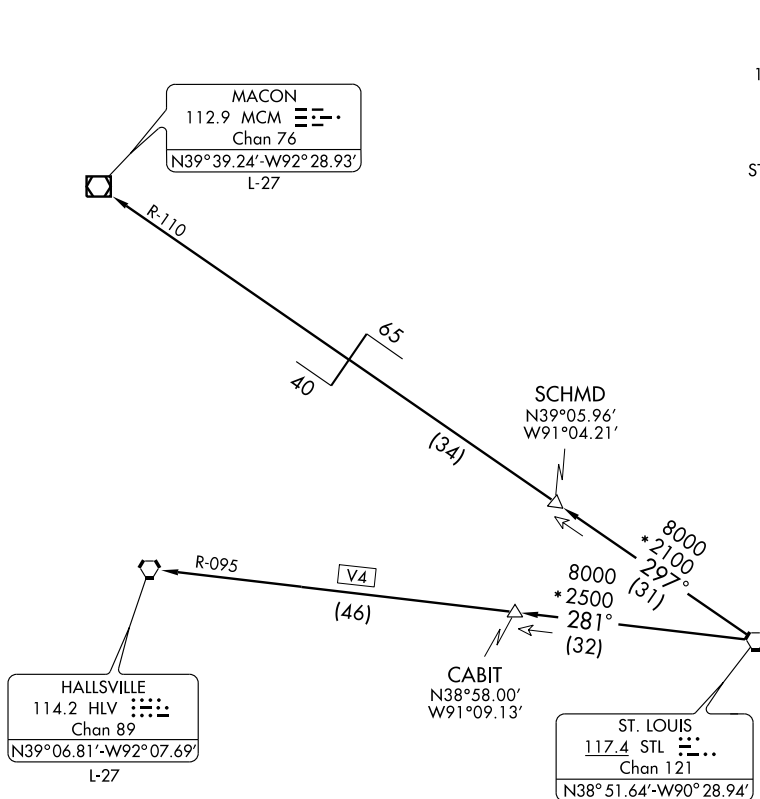 1
ST
MACON
112.9 MCM
Chan 76
N39°39.24'-W92°28.93'
L-27
R-110
65
40
(34)
SCHMD
N39°05.96'
W91°04.21'
8000
*2100
297°
(31)
R-095
V4
(46)
8000
*2500
281°
(32)
CABIT
N38°58.00'
W91°09.13'
HALLSVILLE
114.2 HLV
Chan 89
N39°06.81'-W92°07.69'
L-27
ST. LOUIS
117.4 STL
Chan 121
N38°51.64'-W90°28.94'